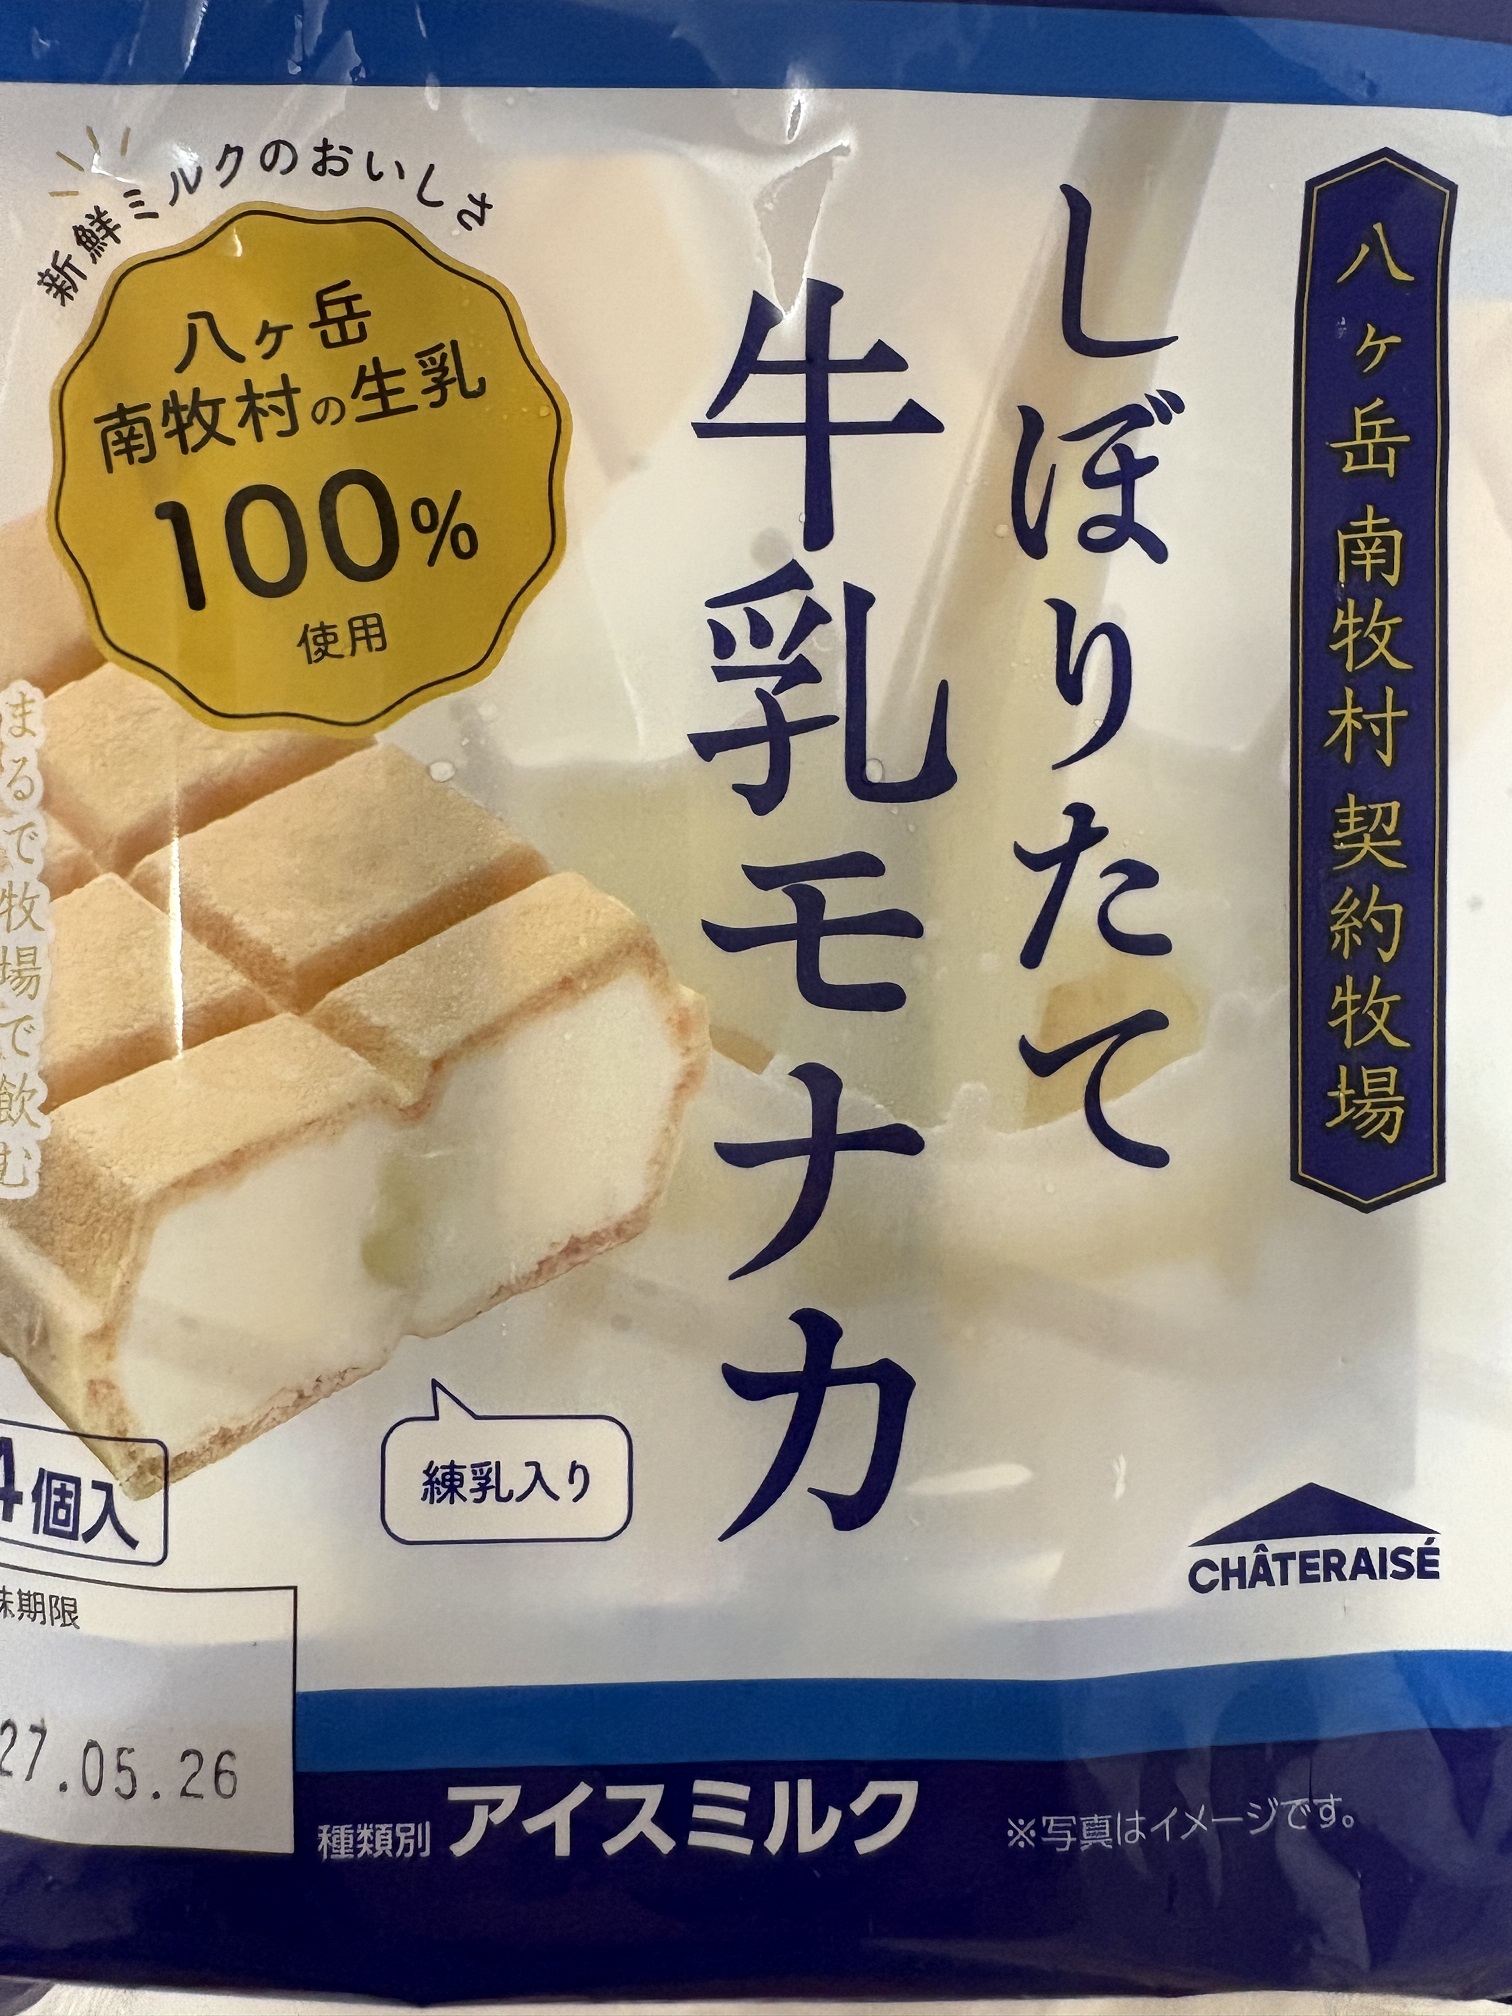 新鮮ミルクのおいしさ
八ヶ岳
南牧村の生乳
100%
使用
八ヶ岳南牧村 契約牧場
しぼりたて
牛乳モナカ
まるで牧場で飲む
練乳入り
4個入
味期限
27.05.26
CHÂTERAISÉ
種類別 アイスミルク
※写真はイメージです。